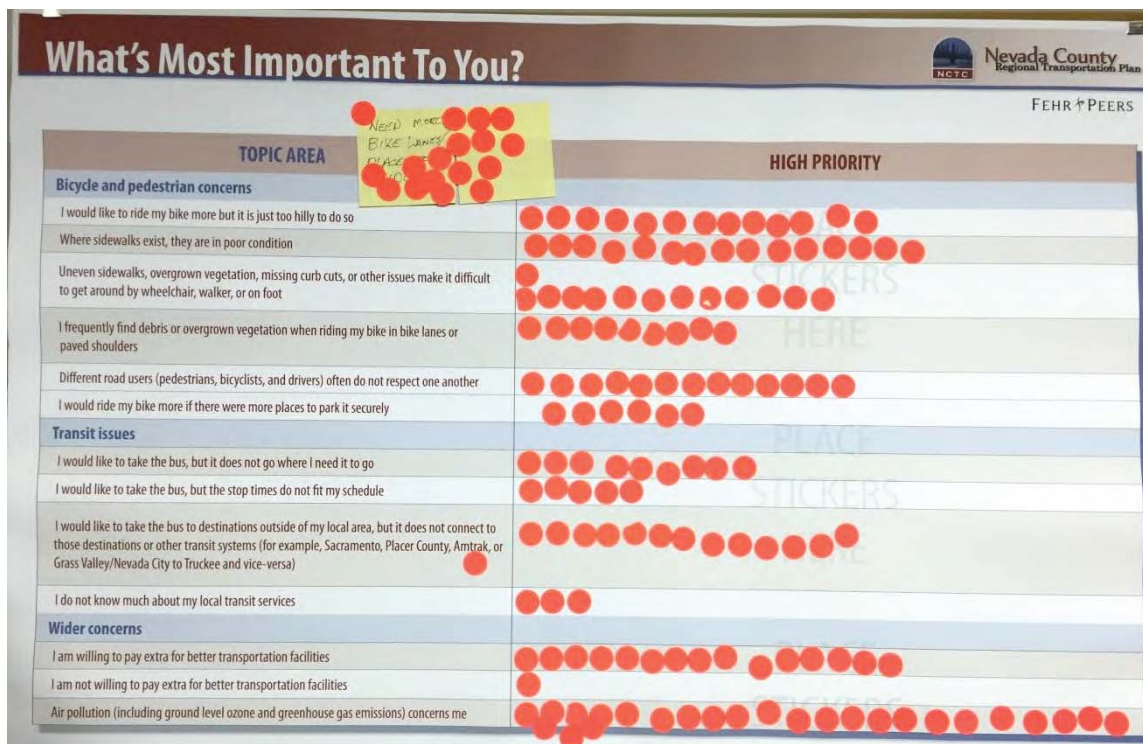 What's Most Important To You?
NCTC
Nevada County
Regional Transportation Plan
FEHR PEERS
NEED MORE
BIKE LANES/
TOPIC AREA
HIGH PRIORITY
Bicycle and pedestrian concerns
I would like to ride my bike more but it is just too hilly to do so
Where sidewalks exist, they are in poor condition
STICKERS
Uneven sidewalks, overgrown vegetation, missing curb cuts, or other issues make it difficult
to get around by wheelchair, walker, or on foot
HERE
I frequently find debris or overgrown vegetation when riding my bike in bike lanes or
paved shoulders
Different road users (pedestrians, bicyclists, and drivers) often do not respect one another
I would ride my bike more if there were more places to park it securely
Transit issues
PLACE
I would like to take the bus, but it does not go where I need it to go
I would like to take the bus, but the stop times do not fit my schedule
STICKERS
I would like to take the bus to destinations outside of my local area, but it does not connect to
those destinations or other transit systems (for example, Sacramento, Placer County, Amtrak, or
Grass Valley/Nevada City to Truckee and vice-versa)
I do not know much about my local transit services
Wider concerns
I am willing to pay extra for better transportation facilities
I am not willing to pay extra for better transportation facilities
Air pollution (including ground level ozone and greenhouse gas emissions) concerns me